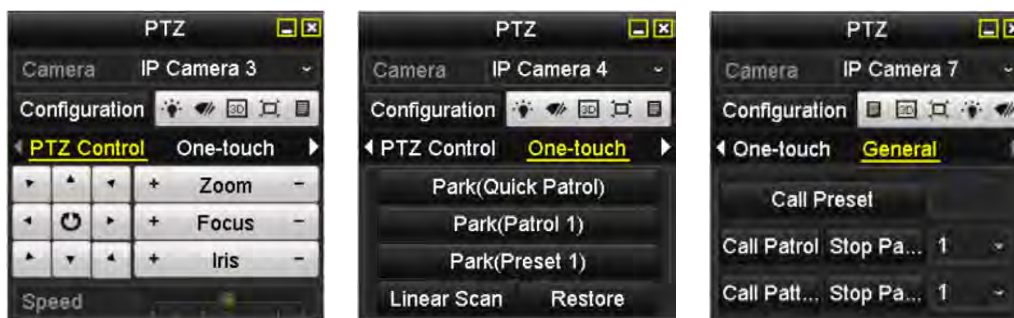 PTZ
Camera IP Camera 3
Configuration 3D
PTZ Control One-touch
+ Zoom -
+ Focus -
+ Iris -
Speed
PTZ
Camera IP Camera 4
Configuration 3D
PTZ Control One-touch
Park(Quick Patrol)
Park(Patrol 1)
Park(Preset 1)
Linear Scan Restore
PTZ
Camera IP Camera 7
Configuration 3D
One-touch General
Call Preset
Call Patrol Stop Pa... 1
Call Patt... Stop Pa... 1